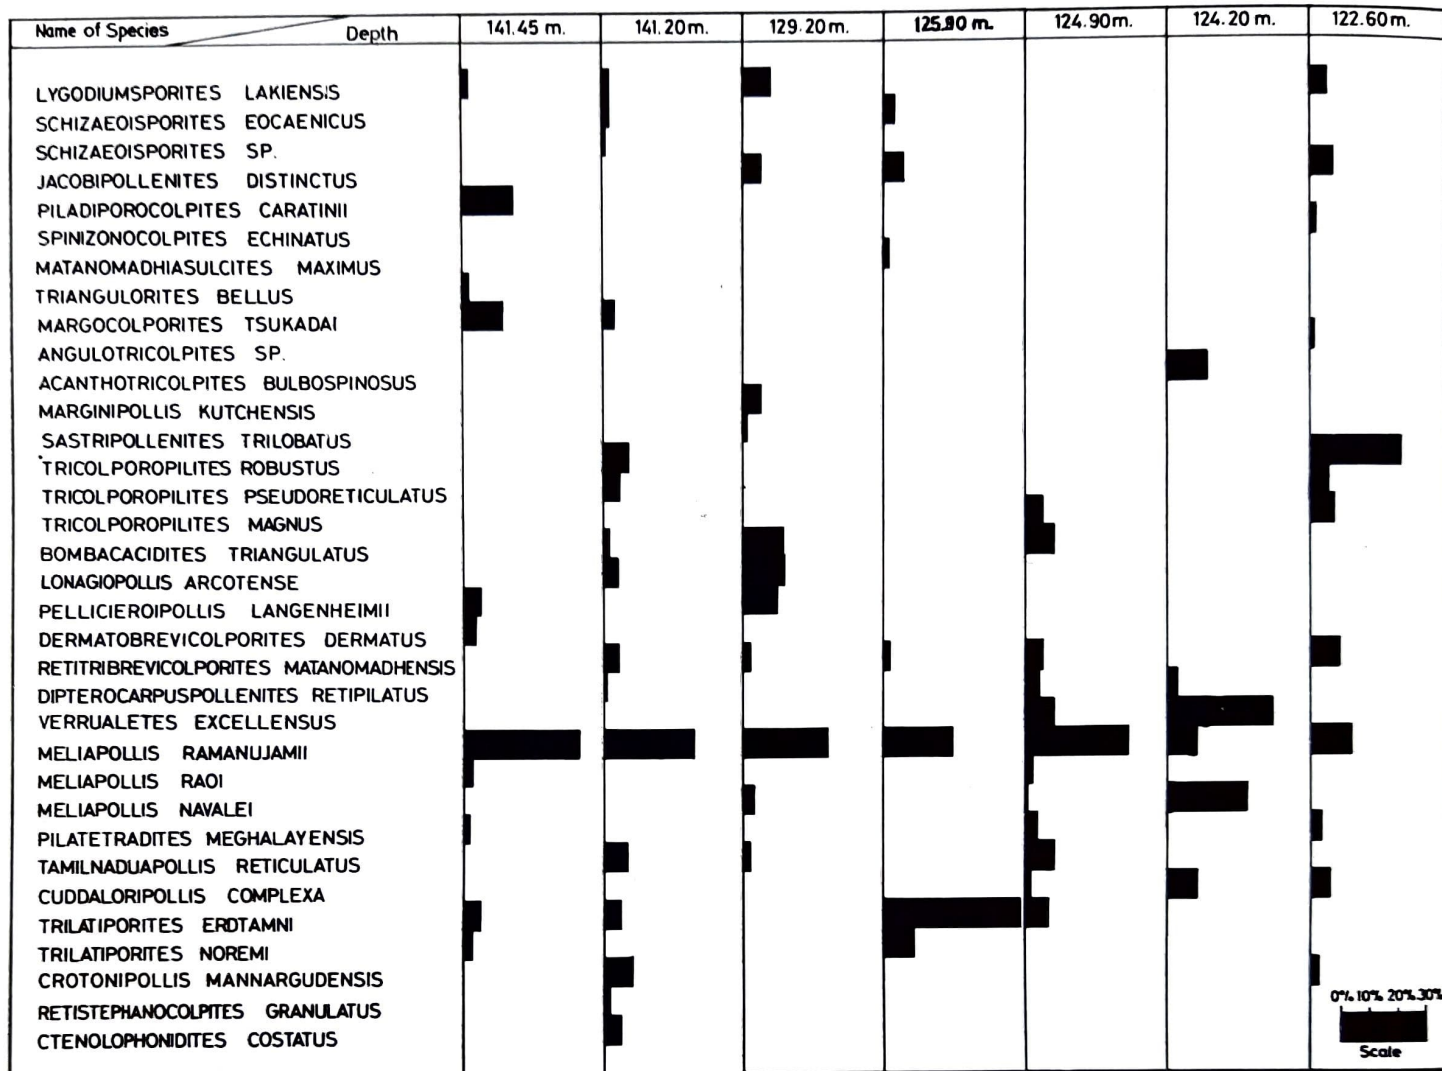 Name of Species Depth 141.45 m. 141.20 m. 129.20 m. 125.90 m. 124.90 m. 124.20 m. 122.60 m.
LYGODIUMSPORITES LAKIENSIS
SCHIZAEOISPORITES EOCAENICUS
SCHIZAEOISPORITES SP.
JACOBIPOLLENITES DISTINCTUS
PILADIPOROCOLPITES CARATINII
SPINIZONOCOLPITES ECHINATUS
MATANOMADHIASULCITES MAXIMUS
TRIANGULORITES BELLUS
MARGOCOLPORITES TSUKADAI
ANGULOTRICOLPITES SP.
ACANTHOTRICOLPITES BULBOSPINOSUS
MARGINIPOLLIS KUTCHENSIS
SASTRIPOLLENITES TRILOBATUS
TRICOLPOROPILITES ROBUSTUS
TRICOLPOROPILITES PSEUDORETICULATUS
TRICOLPOROPILITES MAGNUS
BOMBACACIDITES TRIANGULATUS
LONAGIOPOLLIS ARCOTENSE
PELLICIEROIPOLLIS LANGENHEIMII
DERMATOBREVICOLPORITES DERMATUS
RETITRIBREVICOLPORITES MATANOMADHENSIS
DIPTEROCARPUSPOLLENITES RETIPILATUS
VERRUALETES EXCELLENSUS
MELIAPOLLIS RAMANUJAMII
MELIAPOLLIS RAOI
MELIAPOLLIS NAVALEI
PILATETRADITES MEGHALAYENSIS
TAMILNADUAPOLLIS RETICULATUS
CUDDALORIPOLLIS COMPLEXA
TRILATIPORITES ERDTAMNI
TRILATIPORITES NOREMI
CROTONIPOLLIS MANNARGUDENSIS
RETISTEPHANOCOLPITES GRANULATUS
CTENOLOPHONIDITES COSTATUS
0% 10% 20% 30%
Scale